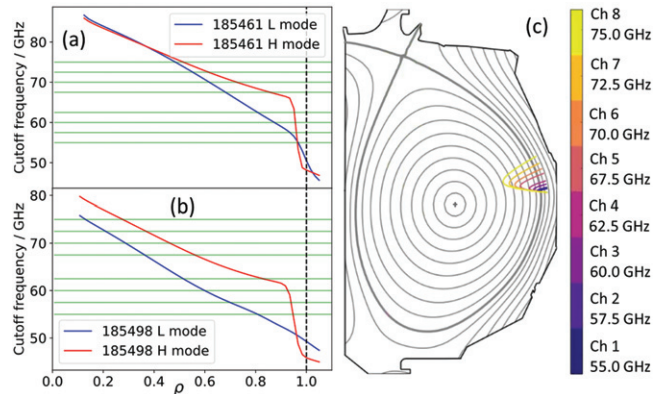 (a)
185461 L mode
185461 H mode
Cutoff frequency / GHz
80
70
60
50
(b)
185498 L mode
185498 H mode
Cutoff frequency / GHz
80
70
60
50
0.0 0.2 0.4 0.6 0.8 1.0
ρ
(c)
Ch 8
75.0 GHz
Ch 7
72.5 GHz
Ch 6
70.0 GHz
Ch 5
67.5 GHz
Ch 4
62.5 GHz
Ch 3
60.0 GHz
Ch 2
57.5 GHz
Ch 1
55.0 GHz